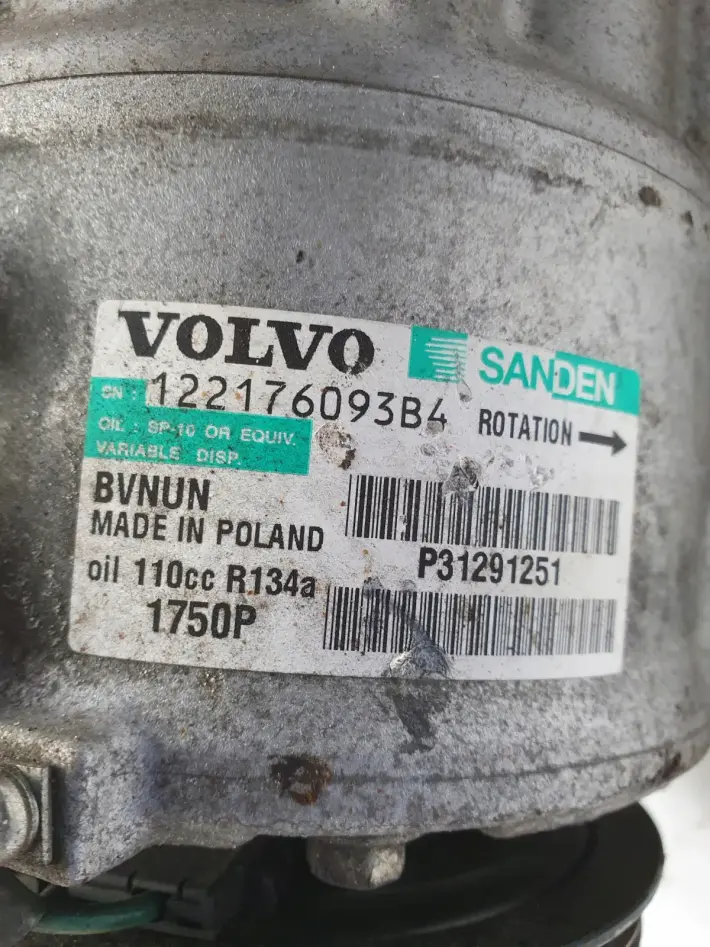 VOLVO SANDEN
SN : 122176093B4
ROTATION
OIL : SP-10 OR EQUIV.
VARIABLE DISP.
BVNUN
MADE IN POLAND
P31291251
oil 110cc R134a
1750P